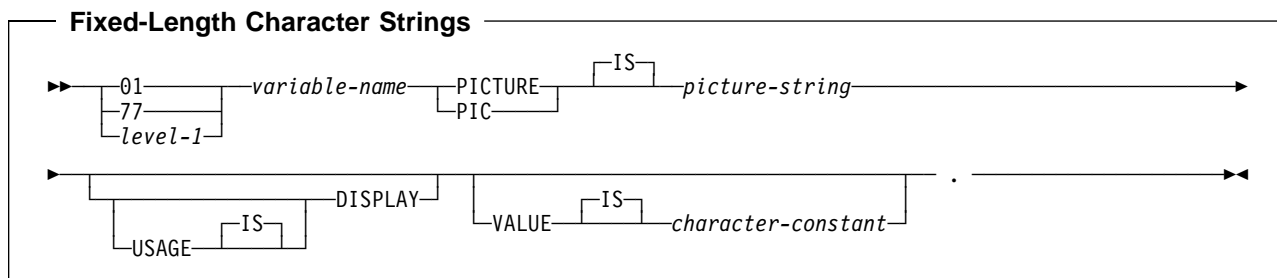 Fixed-Length Character Strings
IS IS
01 variable-name PICTURE picture-string
77 PIC
level-1
DISPLAY IS .
IS VALUE character-constant
USAGE